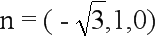 n = ( - √3,1,0)